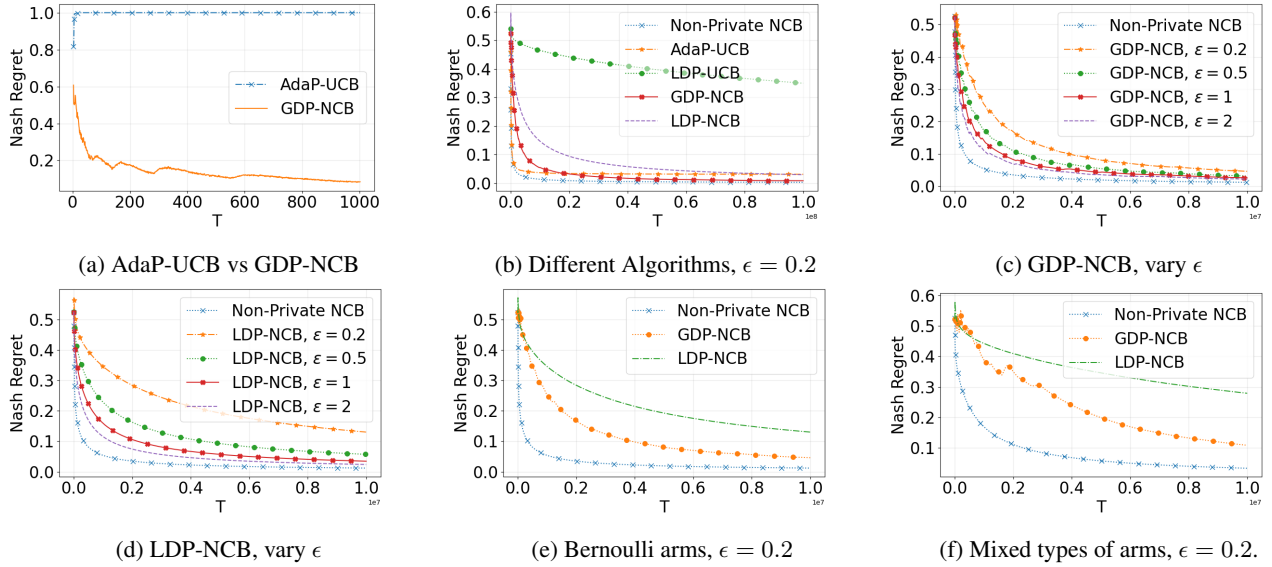 1.0
0.8
0.6
0.4
0.2
Nash Regret
AdaP-UCB
GDP-NCB
0 200 400 600 800 1000
T
(a) AdaP-UCB vs GDP-NCB
0.6
0.5
0.4
0.3
0.2
0.1
0.0
Nash Regret
Non-Private NCB
AdaP-UCB
LDP-UCB
GDP-NCB
LDP-NCB
0.0 0.2 0.4 0.6 0.8 1.0
1e8
T
(b) Different Algorithms, ϵ = 0.2
0.5
0.4
0.3
0.2
0.1
0.0
Nash Regret
Non-Private NCB
GDP-NCB, ε = 0.2
GDP-NCB, ε = 0.5
GDP-NCB, ε = 1
GDP-NCB, ε = 2
0.0 0.2 0.4 0.6 0.8 1.0
1e7
T
(c) GDP-NCB, vary ϵ
0.5
0.4
0.3
0.2
0.1
0.0
Nash Regret
Non-Private NCB
LDP-NCB, ε = 0.2
LDP-NCB, ε = 0.5
LDP-NCB, ε = 1
LDP-NCB, ε = 2
0.0 0.2 0.4 0.6 0.8 1.0
1e7
T
(d) LDP-NCB, vary ϵ
0.5
0.4
0.3
0.2
0.1
0.0
Nash Regret
Non-Private NCB
GDP-NCB
LDP-NCB
0.0 0.2 0.4 0.6 0.8 1.0
1e7
T
(e) Bernoulli arms, ϵ = 0.2
0.6
0.5
0.4
0.3
0.2
0.1
Nash Regret
Non-Private NCB
GDP-NCB
LDP-NCB
0.0 0.2 0.4 0.6 0.8 1.0
1e7
T
(f) Mixed types of arms, ϵ = 0.2.